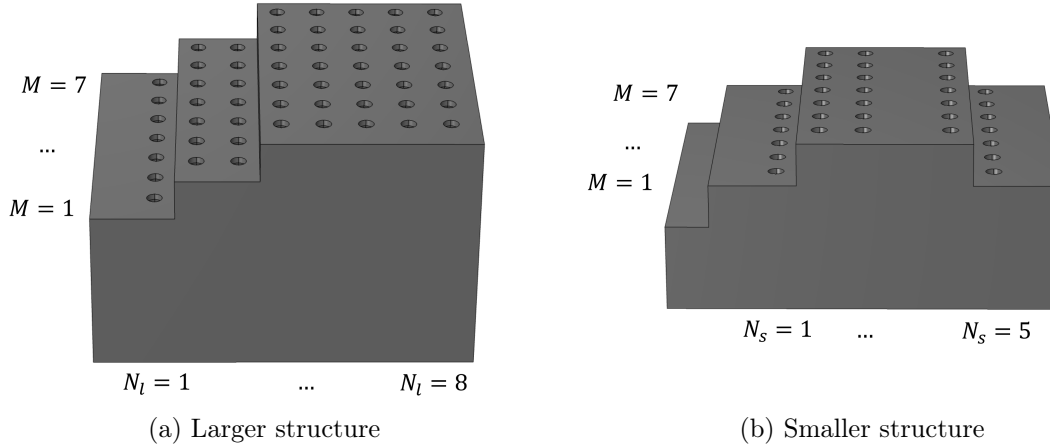 M = 7
...
M = 1
N_l = 1 ... N_l = 8
(a) Larger structure
M = 7
...
M = 1
N_s = 1 ... N_s = 5
(b) Smaller structure